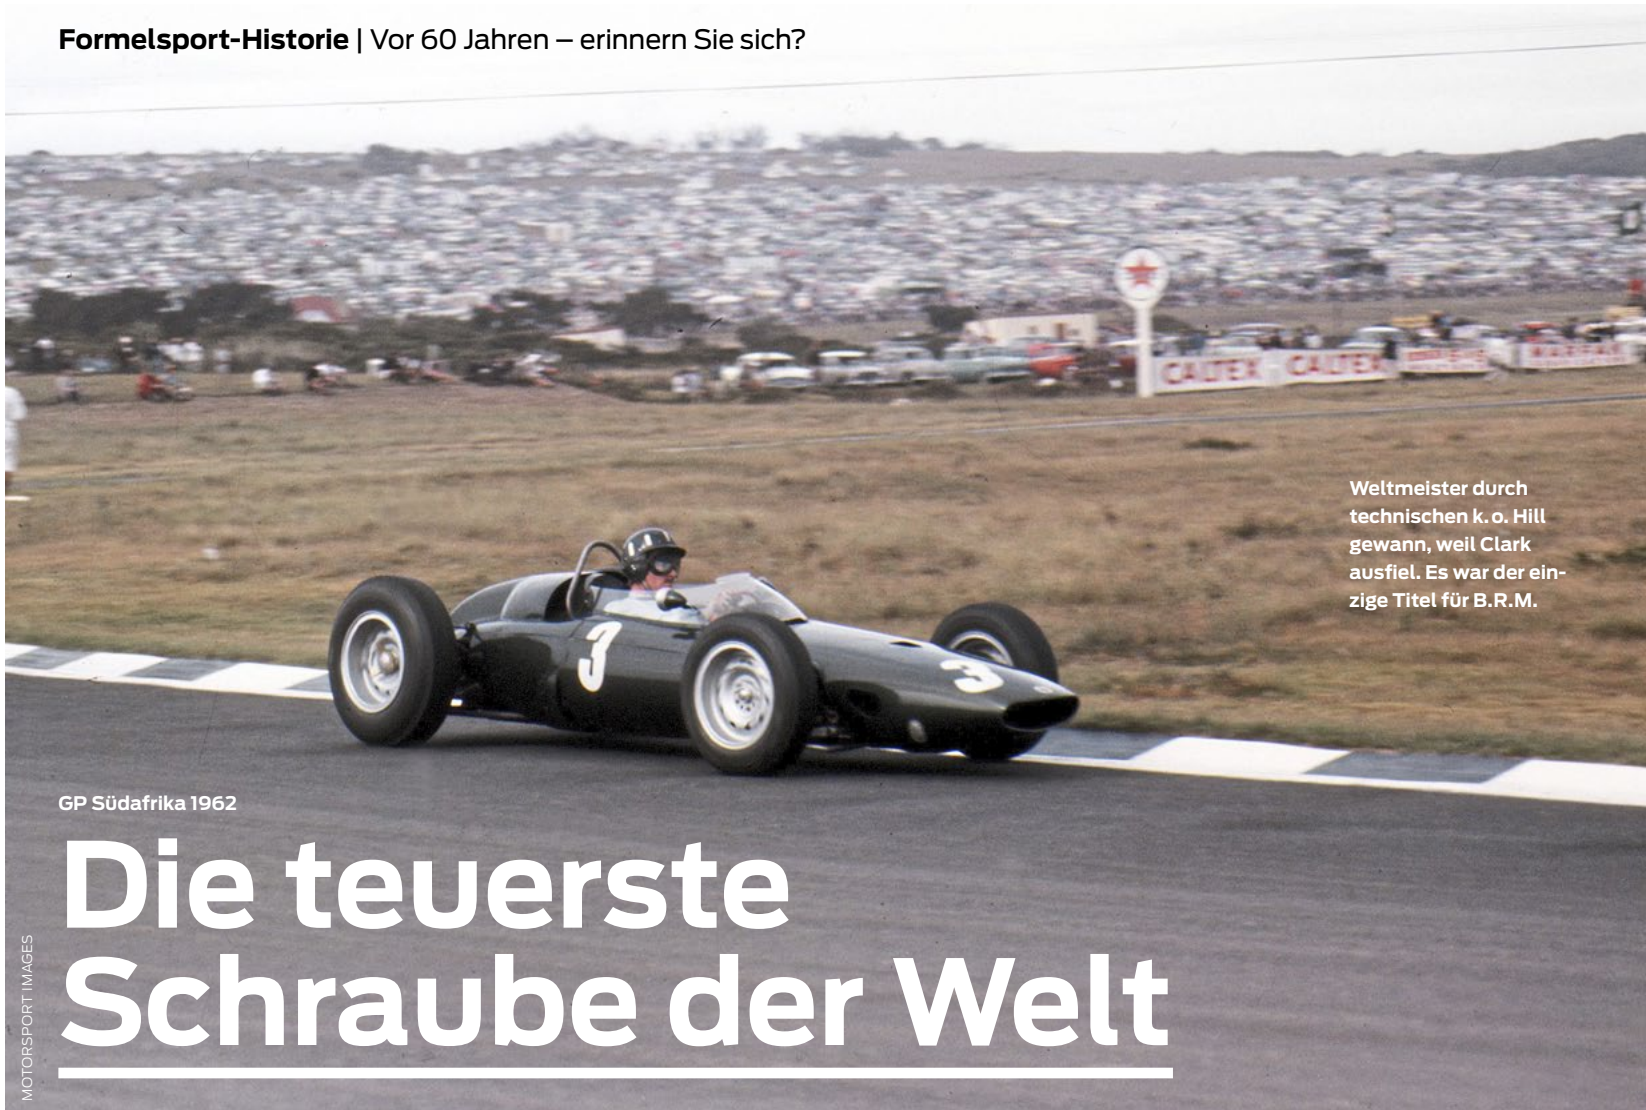 Formelsport-Historie | Vor 60 Jahren – erinnern Sie sich?
CALTEX CALTEX
Weltmeister durch
technischen k. o. Hill
gewann, weil Clark
ausfiel. Es war der ein-
zige Titel für B.R.M.
3
3
GP Südafrika 1962
Die teuerste
Schraube der Welt
MOTORSPORT IMAGES